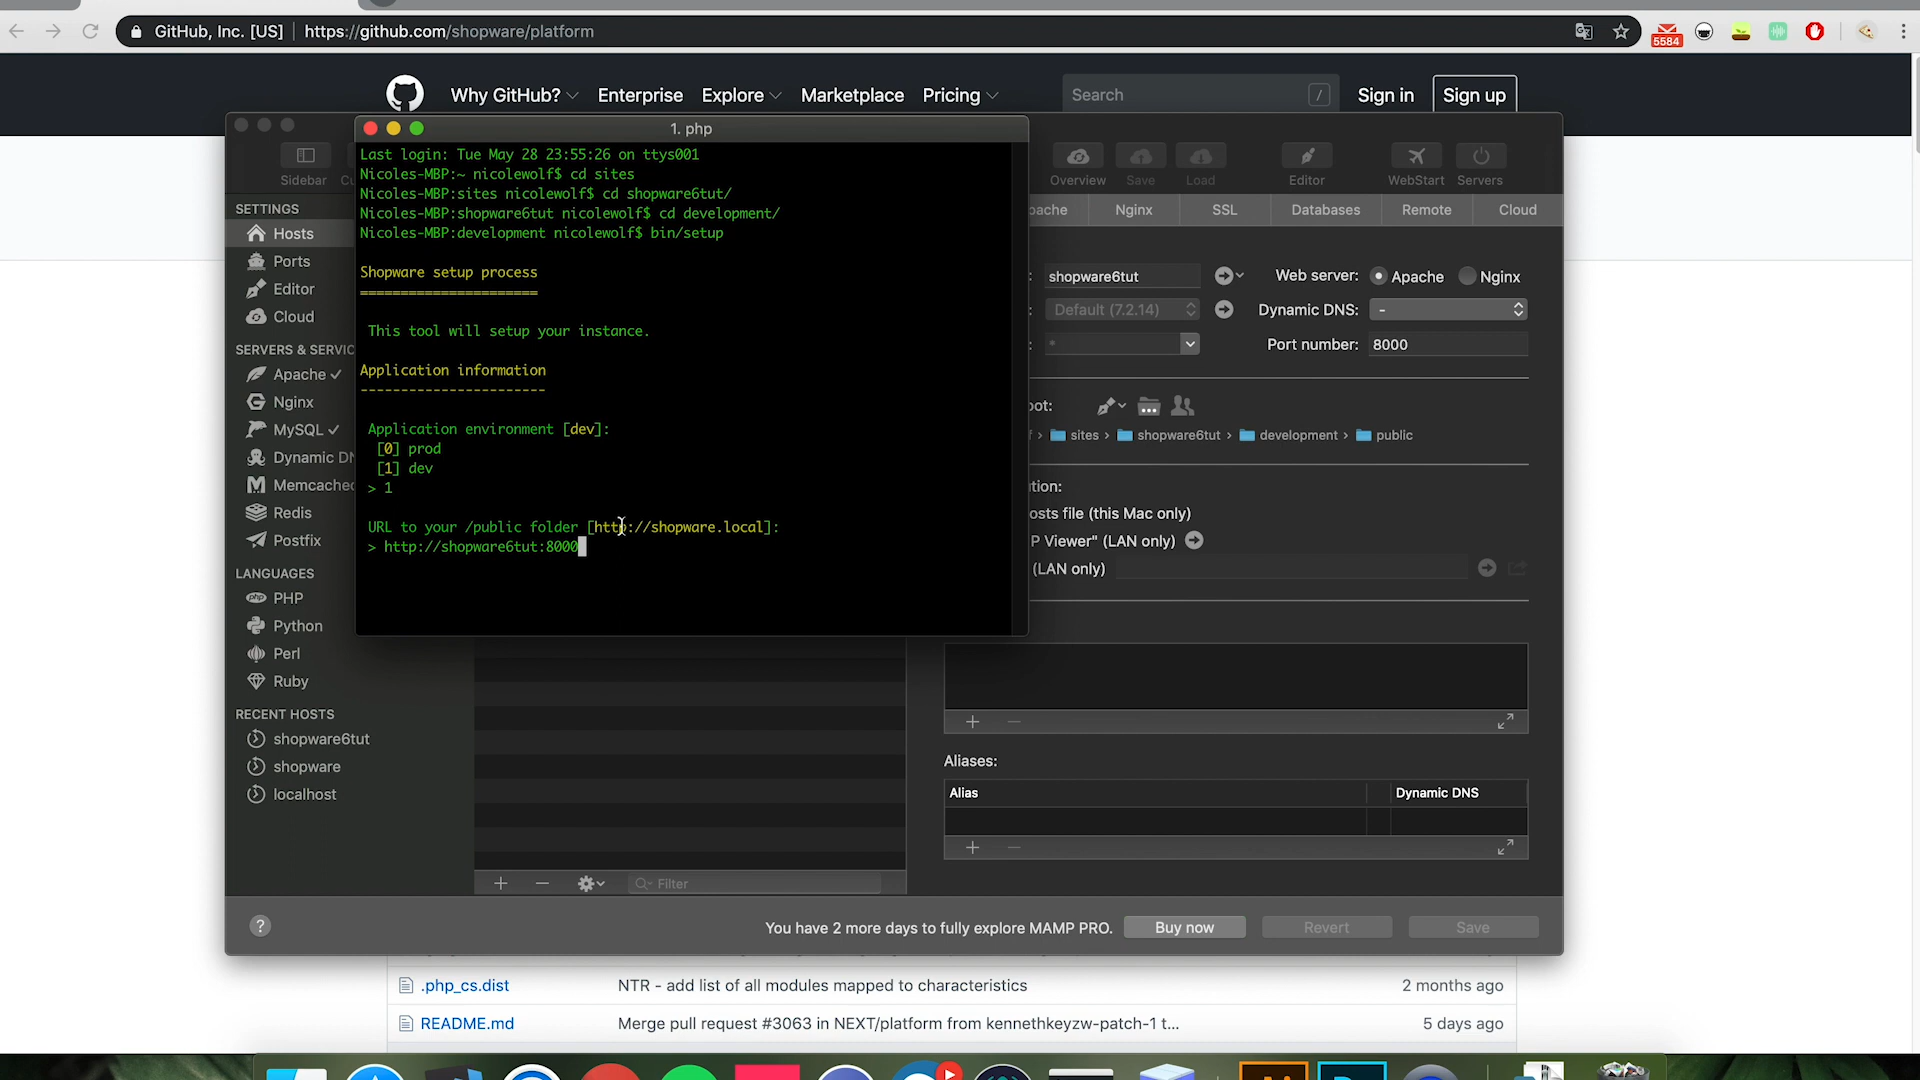 GitHub, Inc. [US] https://github.com/shopware/platform
5584
Why GitHub? Enterprise Explore Marketplace Pricing Search / Sign in Sign up
1. php
Last login: Tue May 28 23:55:26 on ttys001
Nicoles-MBP:~ nicolewolf$ cd sites
Nicoles-MBP:sites nicolewolf$ cd shopware6tut/
Nicoles-MBP:shopware6tut nicolewolf$ cd development/
Nicoles-MBP:development nicolewolf$ bin/setup
Shopware setup process
======================
This tool will setup your instance.
Application information
-----------------------
Application environment [dev]:
[0] prod
[1] dev
> 1
URL to your /public folder [http://shopware.local]:
> http://shopware6tut:8000
Sidebar
Overview Save Load Editor WebStart Servers
Nginx SSL Databases Remote Cloud
SETTINGS
Hosts
Ports
Editor
Cloud
SERVERS & SERVIC
Apache ✓
Nginx
MySQL ✓
Dynamic DN
Memcached
Redis
Postfix
LANGUAGES
PHP
Python
Perl
Ruby
RECENT HOSTS
shopware6tut
shopware
localhost
shopware6tut Web server: Apache Nginx
Default (7.2.14) Dynamic DNS: -
* Port number: 8000
oot:
sites › shopware6tut › development › public
tion:
osts file (this Mac only)
P Viewer" (LAN only)
(LAN only)
Aliases:
Alias Dynamic DNS
Filter
? You have 2 more days to fully explore MAMP PRO. Buy now Revert Save
.php_cs.dist NTR - add list of all modules mapped to characteristics 2 months ago
README.md Merge pull request #3063 in NEXT/platform from kennethkeyzw-patch-1 t... 5 days ago